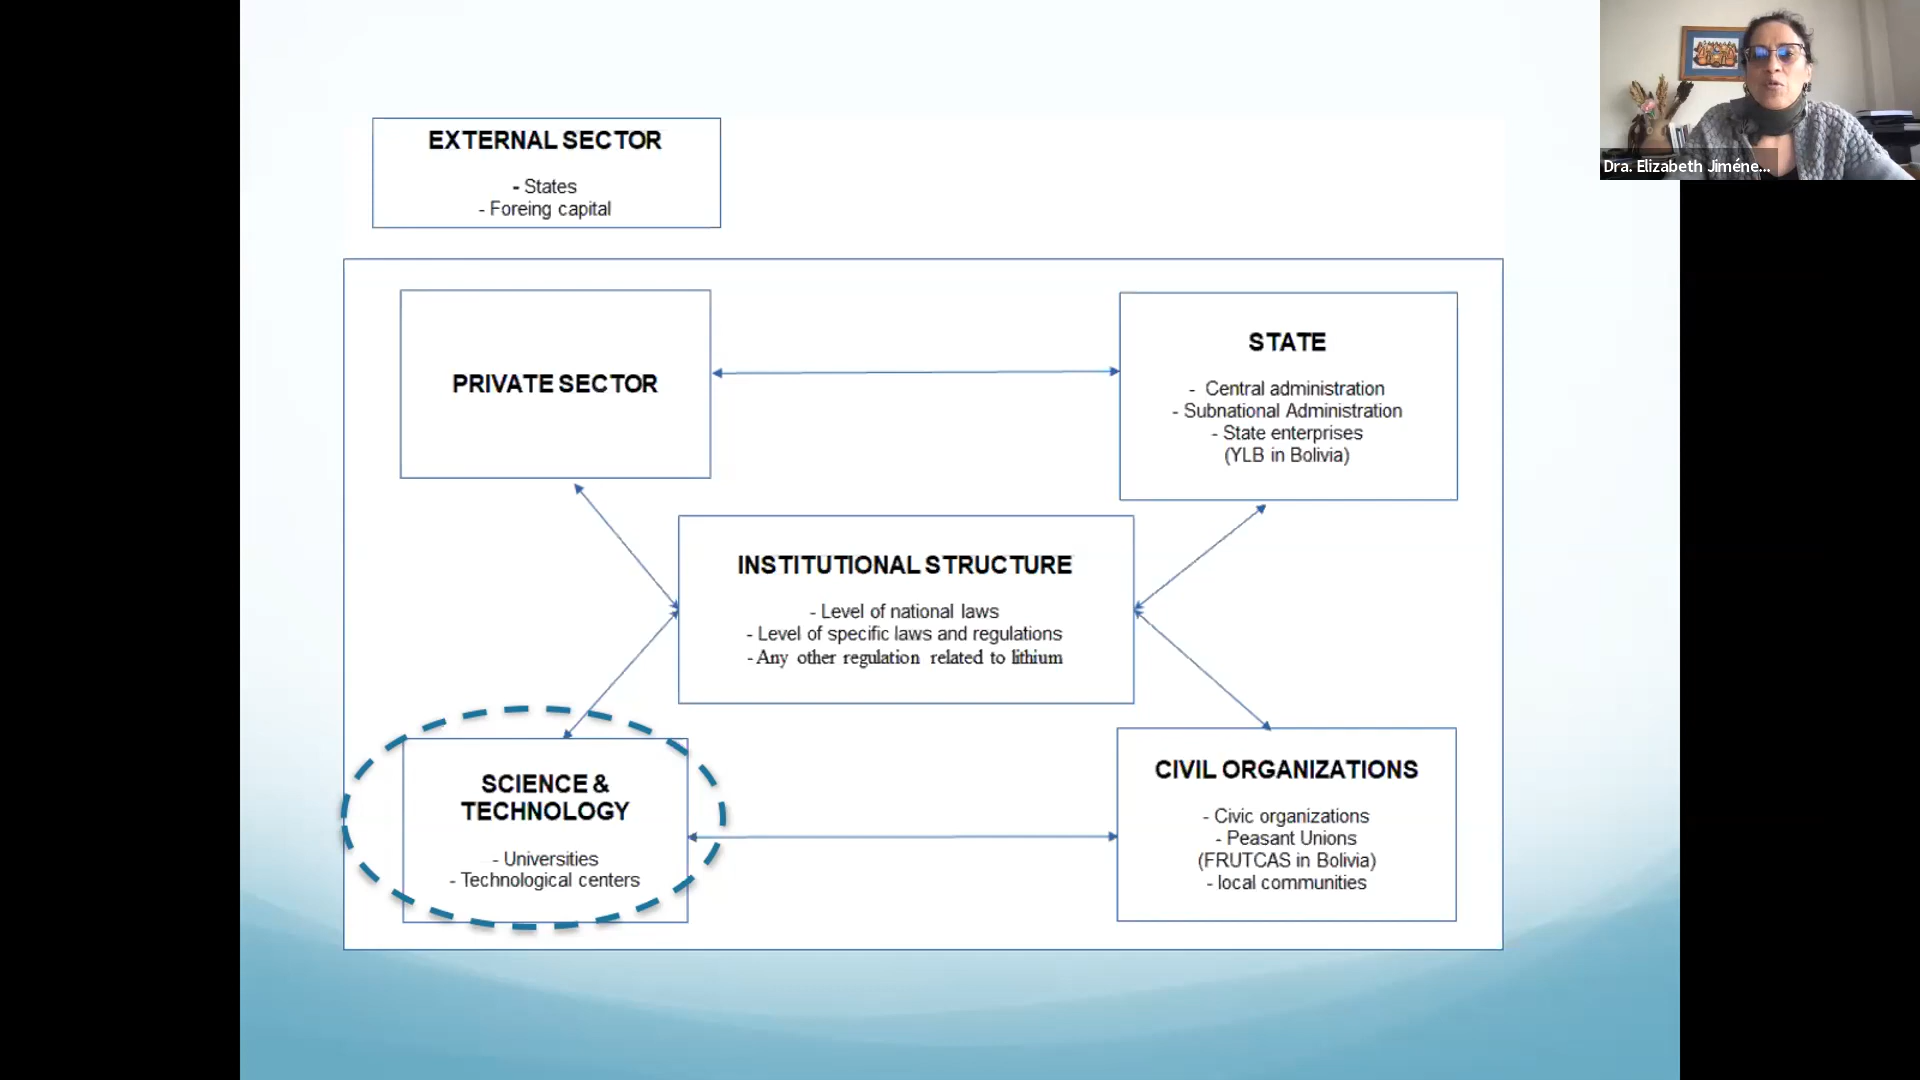 EXTERNAL SECTOR
- States
- Foreing capital
PRIVATE SECTOR
STATE
- Central administration
- Subnational Administration
- State enterprises
(YLB in Bolivia)
INSTITUTIONAL STRUCTURE
- Level of national laws
- Level of specific laws and regulations
- Any other regulation related to lithium
SCIENCE &
TECHNOLOGY
- Universities
- Technological centers
CIVIL ORGANIZATIONS
- Civic organizations
- Peasant Unions
(FRUTCAS in Bolivia)
- local communities
Dra. Elizabeth Jiméne...